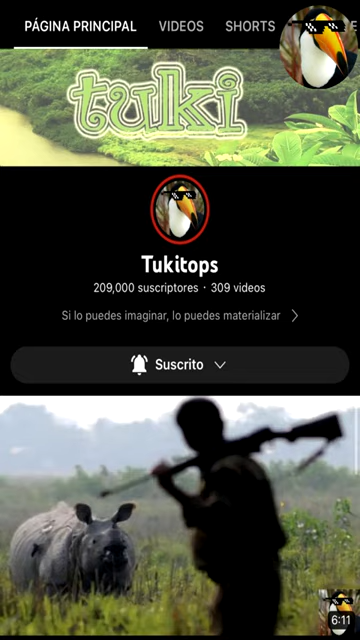 PÁGINA PRINCIPAL VIDEOS SHORTS
tuki
Tukitops
209,000 suscriptores · 309 videos
Si lo puedes imaginar, lo puedes materializar
Suscrito
6:11